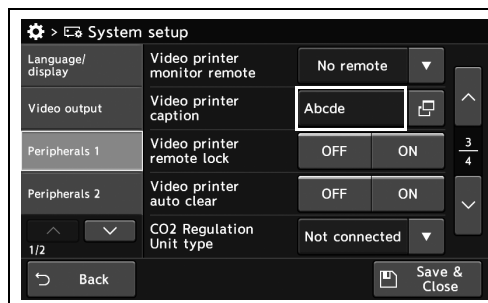 > System setup
Language/
display
Video output
Peripherals 1
Peripherals 2
1/2
Video printer
monitor remote
No remote
Video printer
caption
Abcde
Video printer
remote lock
OFF ON
Video printer
auto clear
OFF ON
CO2 Regulation
Unit type
Not connected
3
4
Back
Save &
Close